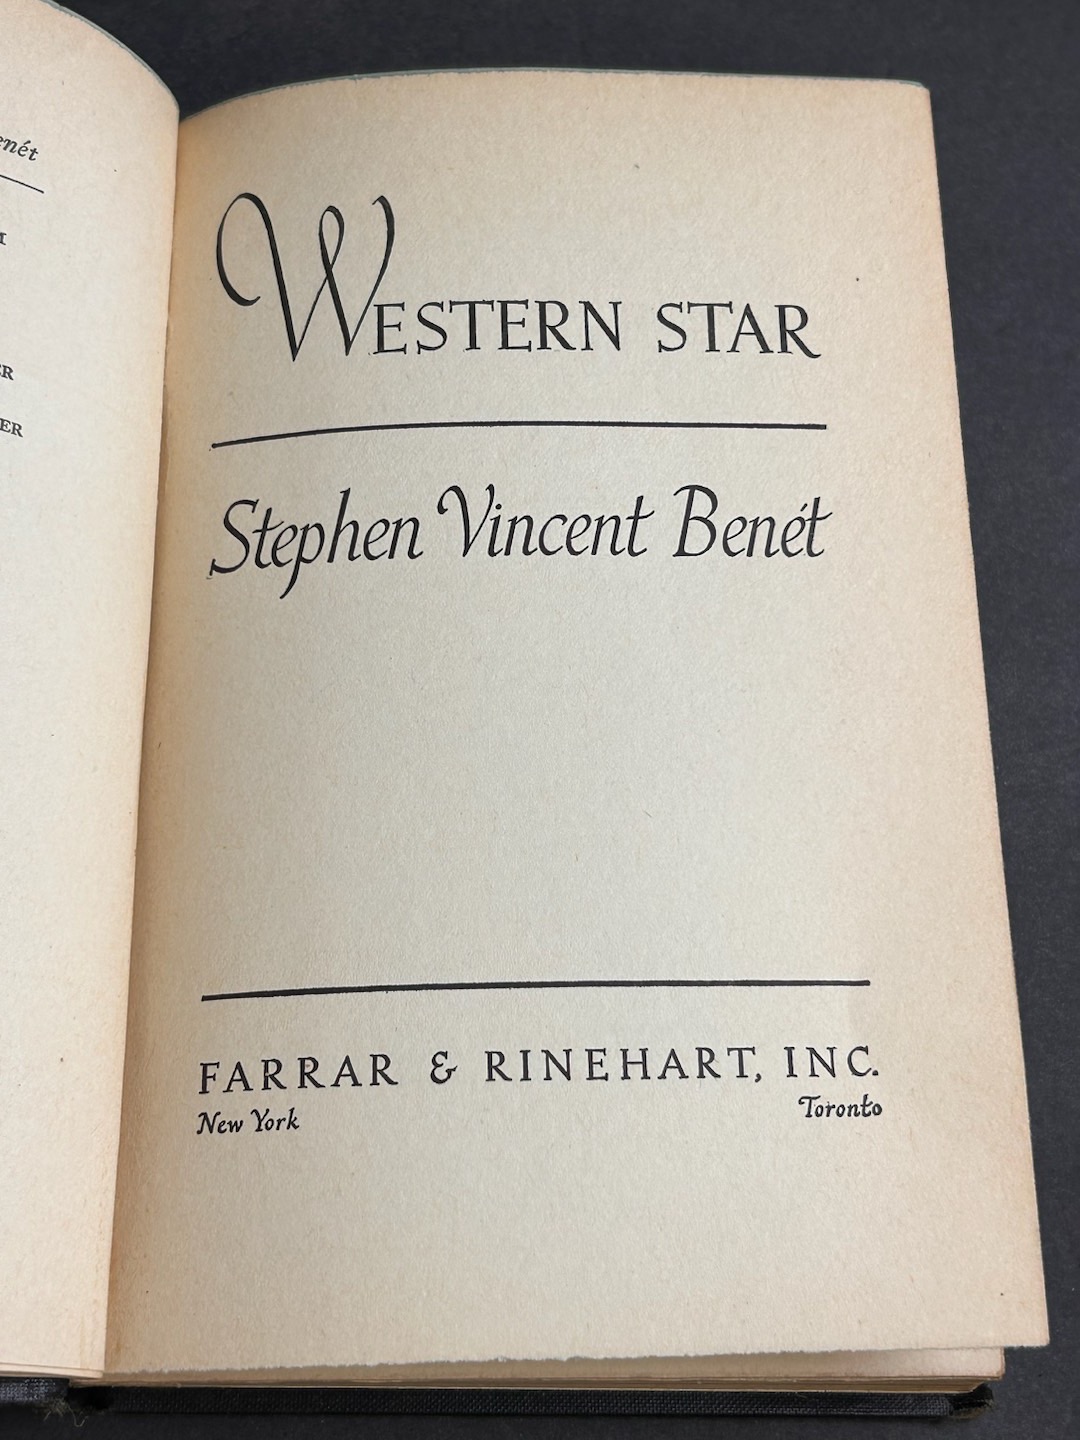 WESTERN STAR
Stephen Vincent Benét
FARRAR & RINEHART, INC.
New York
Toronto